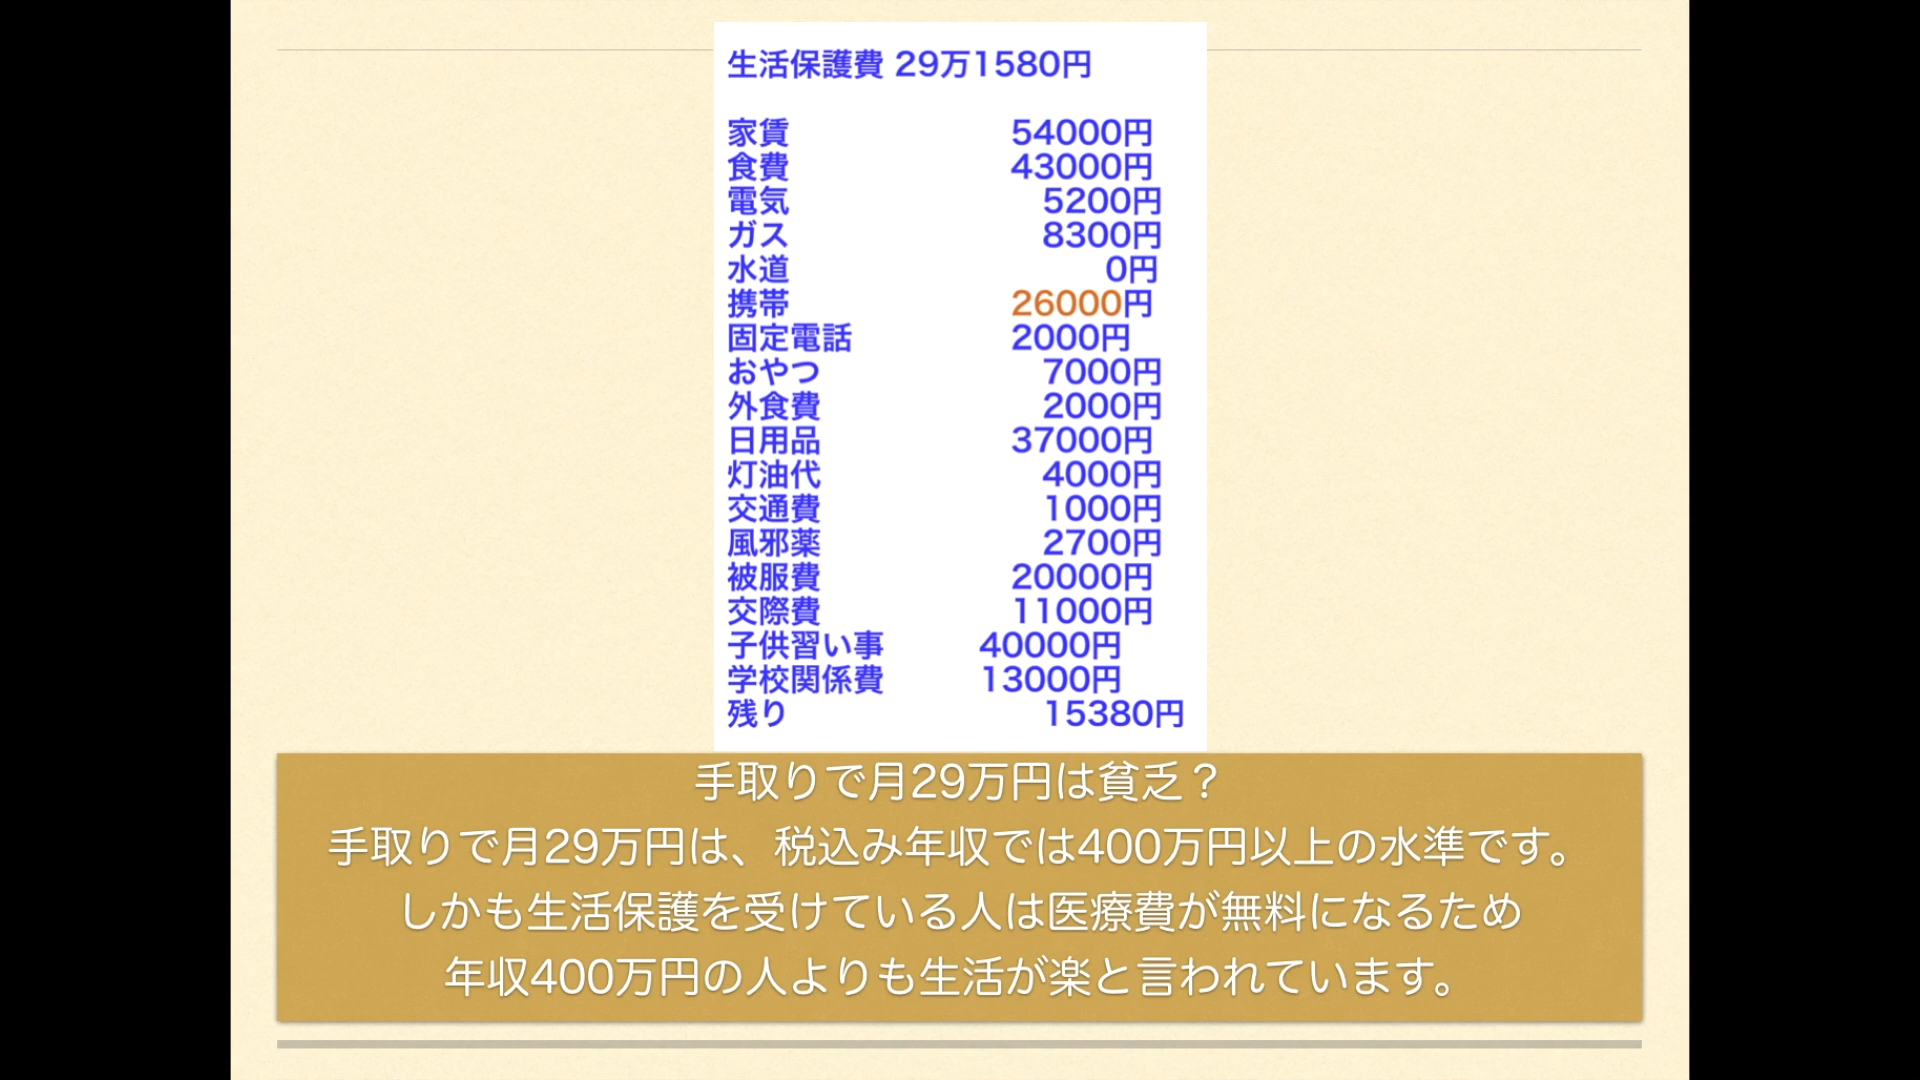 生活保護費 29万1580円
家賃 54000円
食費 43000円
電気 5200円
ガス 8300円
水道 0円
携帯 26000円
固定電話 2000円
おやつ 7000円
外食費 2000円
日用品 37000円
灯油代 4000円
交通費 1000円
風邪薬 2700円
被服費 20000円
交際費 11000円
子供習い事 40000円
学校関係費 13000円
残り 15380円
手取りで月29万円は貧乏？
手取りで月29万円は、税込み年収では400万円以上の水準です。
しかも生活保護を受けている人は医療費が無料になるため
年収400万円の人よりも生活が楽と言われています。